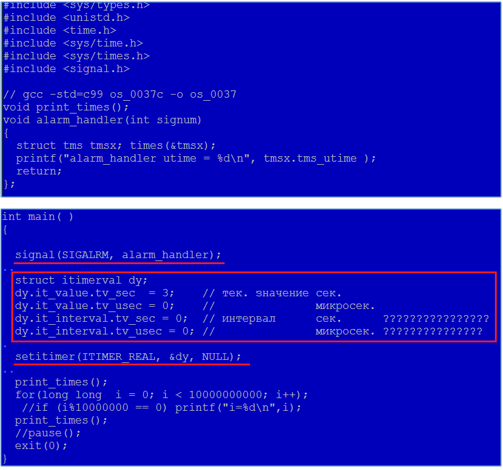 #include <sys/types.h>
#include <unistd.h>
#include <time.h>
#include <sys/time.h>
#include <sys/times.h>
#include <signal.h>
// gcc -std=c99 os_0037c -o os_0037
void print_times();
void alarm_handler(int signum)
{
struct tms tmsx; times(&tmsx);
printf("alarm_handler utime = %d\n", tmsx.tms_utime );
return;
};
int main( )
{
signal(SIGALRM, alarm_handler);
struct itimerval dy;
dy.it_value.tv_sec = 3; // тек. значение сек.
dy.it_value.tv_usec = 0; // микросек.
dy.it_interval.tv_sec = 0; // интервал сек. ????????????????
dy.it_interval.tv_usec = 0; // микросек. ???????????????
setitimer(ITIMER_REAL, &dy, NULL);
print_times();
for(long long i = 0; i < 10000000000; i++);
//if (i%10000000 == 0) printf("i=%d\n",i);
print_times();
//pause();
exit(0);
}